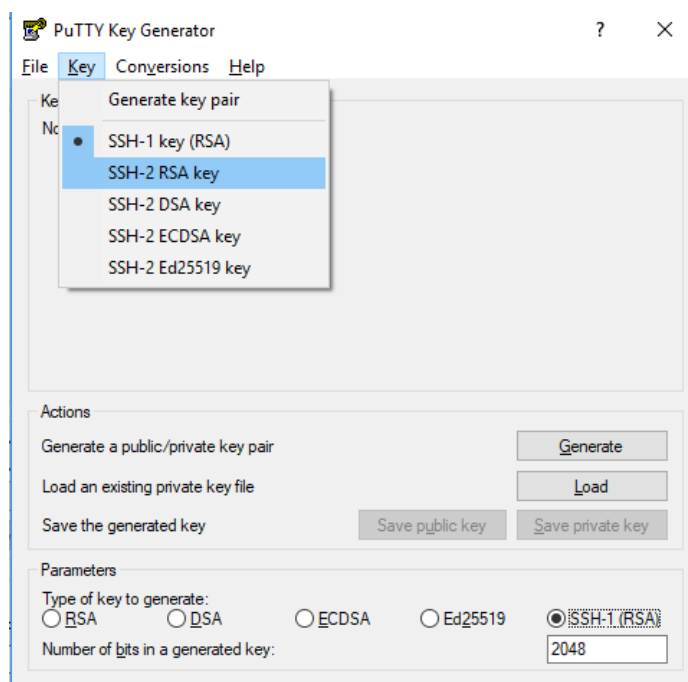 PuTTY Key Generator ? ×
File Key Conversions Help
Ke
No
Generate key pair
SSH-1 key (RSA)
SSH-2 RSA key
SSH-2 DSA key
SSH-2 ECDSA key
SSH-2 Ed25519 key
Actions
Generate a public/private key pair Generate
Load an existing private key file Load
Save the generated key Save public key Save private key
Parameters
Type of key to generate:
RSA DSA ECDSA Ed25519 SSH-1 (RSA)
Number of bits in a generated key: 2048